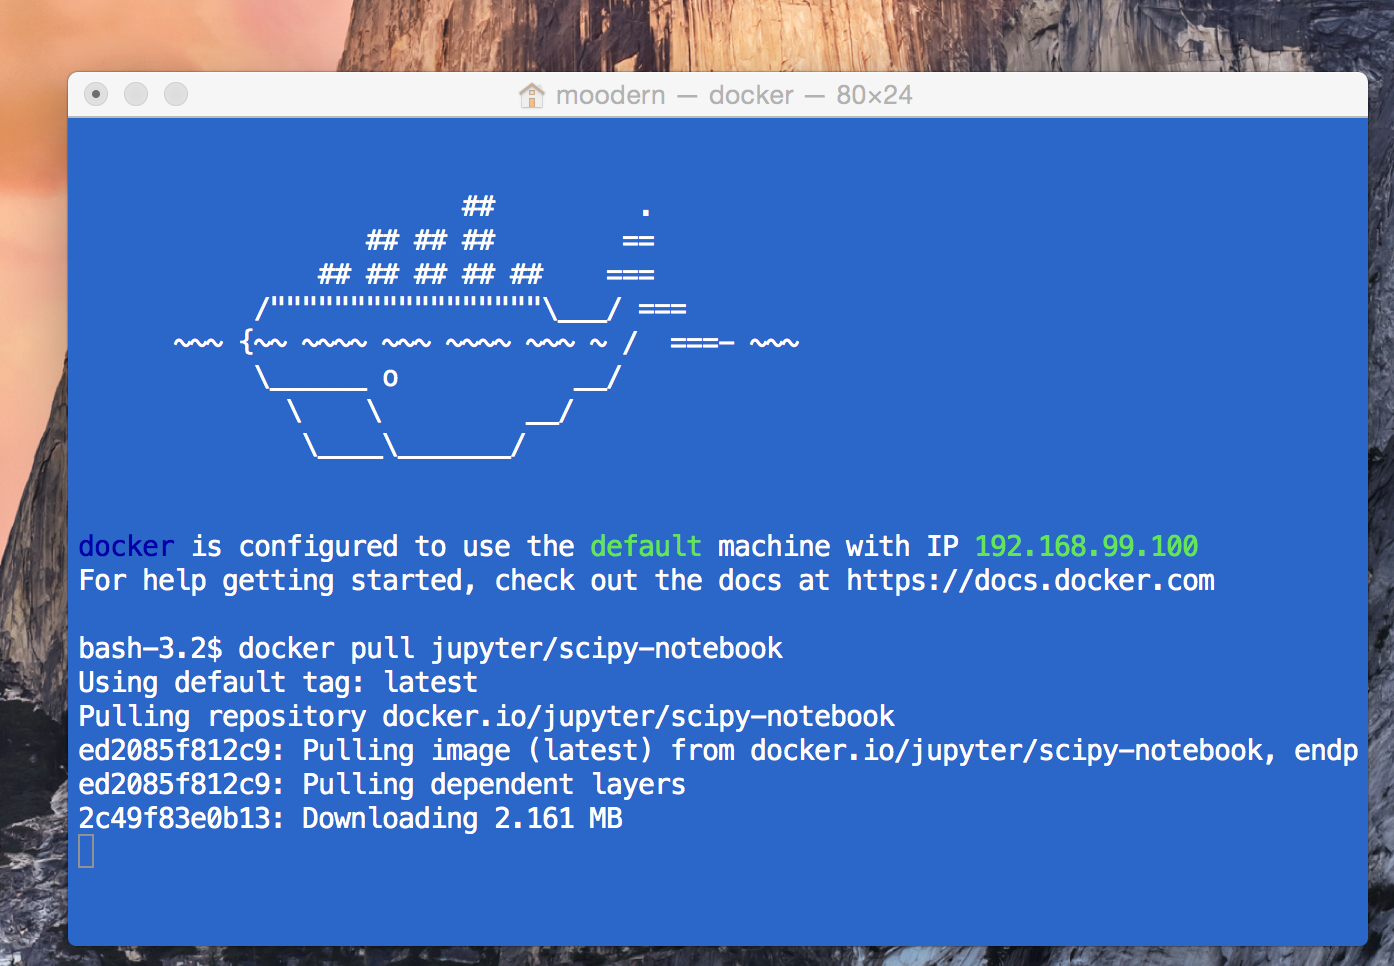 moodern — docker — 80×24
##         .
## ## ##        ==
## ## ## ## ##    ===
/"""""""""""""""""\___/ ===
~~~ {~~ ~~~~ ~~~ ~~~~ ~~~ ~ /  ===- ~~~
\______ o           __/
\    \         __/
\____\_______/
docker is configured to use the default machine with IP 192.168.99.100
For help getting started, check out the docs at https://docs.docker.com
bash-3.2$ docker pull jupyter/scipy-notebook
Using default tag: latest
Pulling repository docker.io/jupyter/scipy-notebook
ed2085f812c9: Pulling image (latest) from docker.io/jupyter/scipy-notebook, endp
ed2085f812c9: Pulling dependent layers
2c49f83e0b13: Downloading 2.161 MB